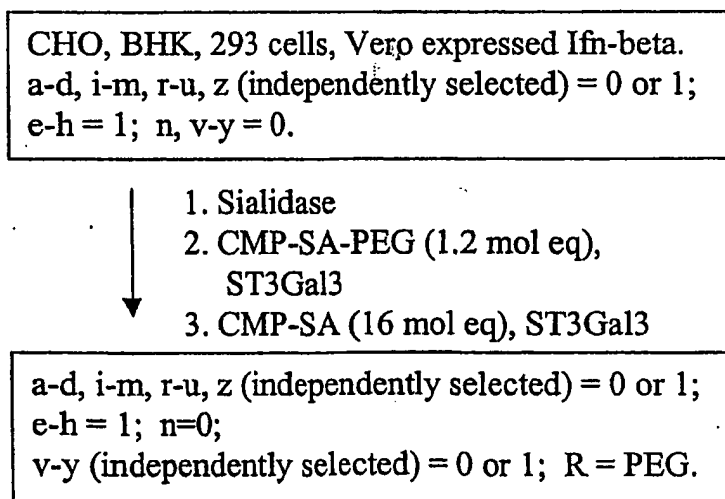 CHO, BHK, 293 cells, Vero expressed Ifn-beta.
a-d, i-m, r-u, z (independently selected) = 0 or 1;
e-h = 1; n, v-y = 0.
1. Sialidase
2. CMP-SA-PEG (1.2 mol eq),
ST3Gal3
3. CMP-SA (16 mol eq), ST3Gal3
a-d, i-m, r-u, z (independently selected) = 0 or 1;
e-h = 1; n=0;
v-y (independently selected) = 0 or 1; R = PEG.